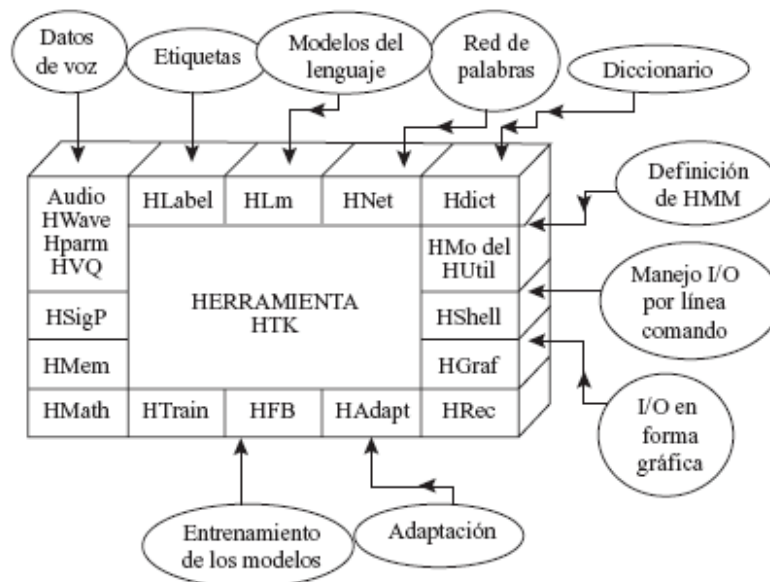 Datos
de voz
Etiquetas
Modelos del
lenguaje
Red de
palabras
Diccionario
Audio
HWave
Hparm
HVQ
HLabel
HLm
HNet
Hdict
Definición
de HMM
HMo del
HUtil
HERRAMIENTA
HTK
Manejo I/O
por línea
comando
HSigP
HShell
HMem
HGraf
HMath
HTrain
HFB
HAdapt
HRec
I/O en
forma
gráfica
Entrenamiento
de los modelos
Adaptación